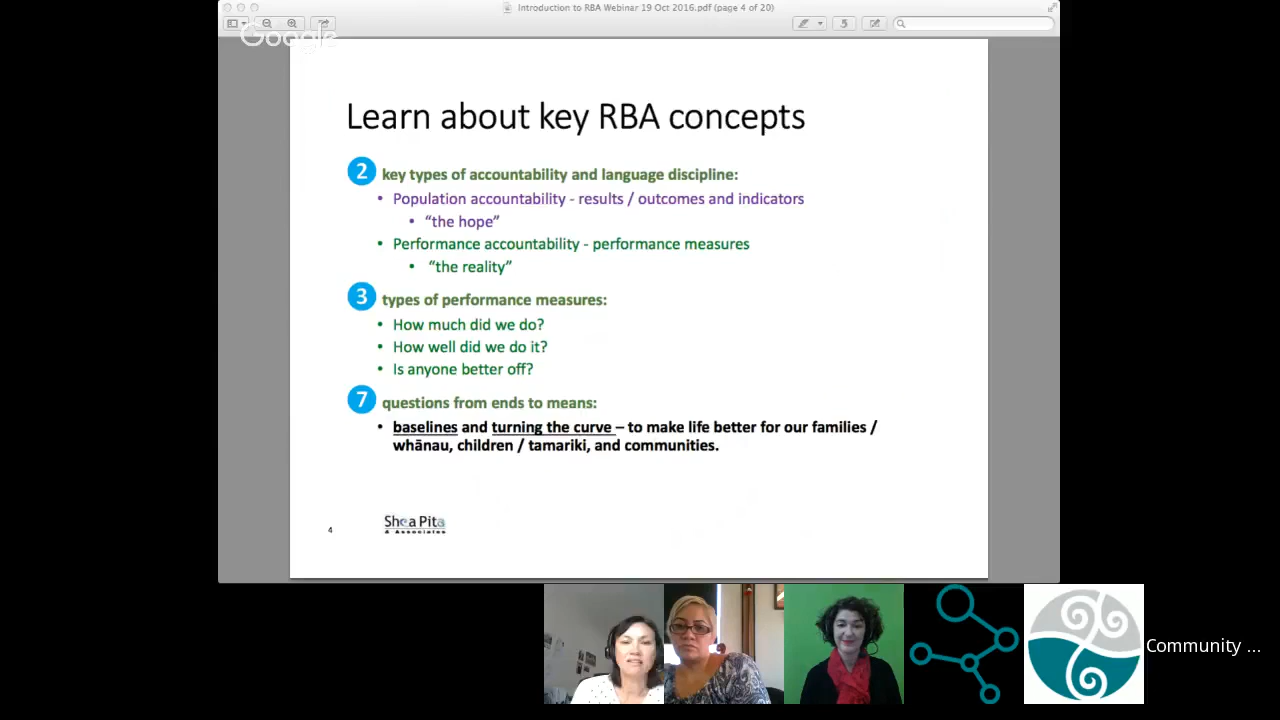 Introduction to RBA Webinar 19 Oct 2016.pdf (page 4 of 20)
Google
Learn about key RBA concepts
2 key types of accountability and language discipline:
• Population accountability - results / outcomes and indicators
• “the hope”
• Performance accountability - performance measures
• “the reality”
3 types of performance measures:
• How much did we do?
• How well did we do it?
• Is anyone better off?
7 questions from ends to means:
• baselines and turning the curve – to make life better for our families /
whānau, children / tamariki, and communities.
4
Shea Pita
& Associates
Community ...